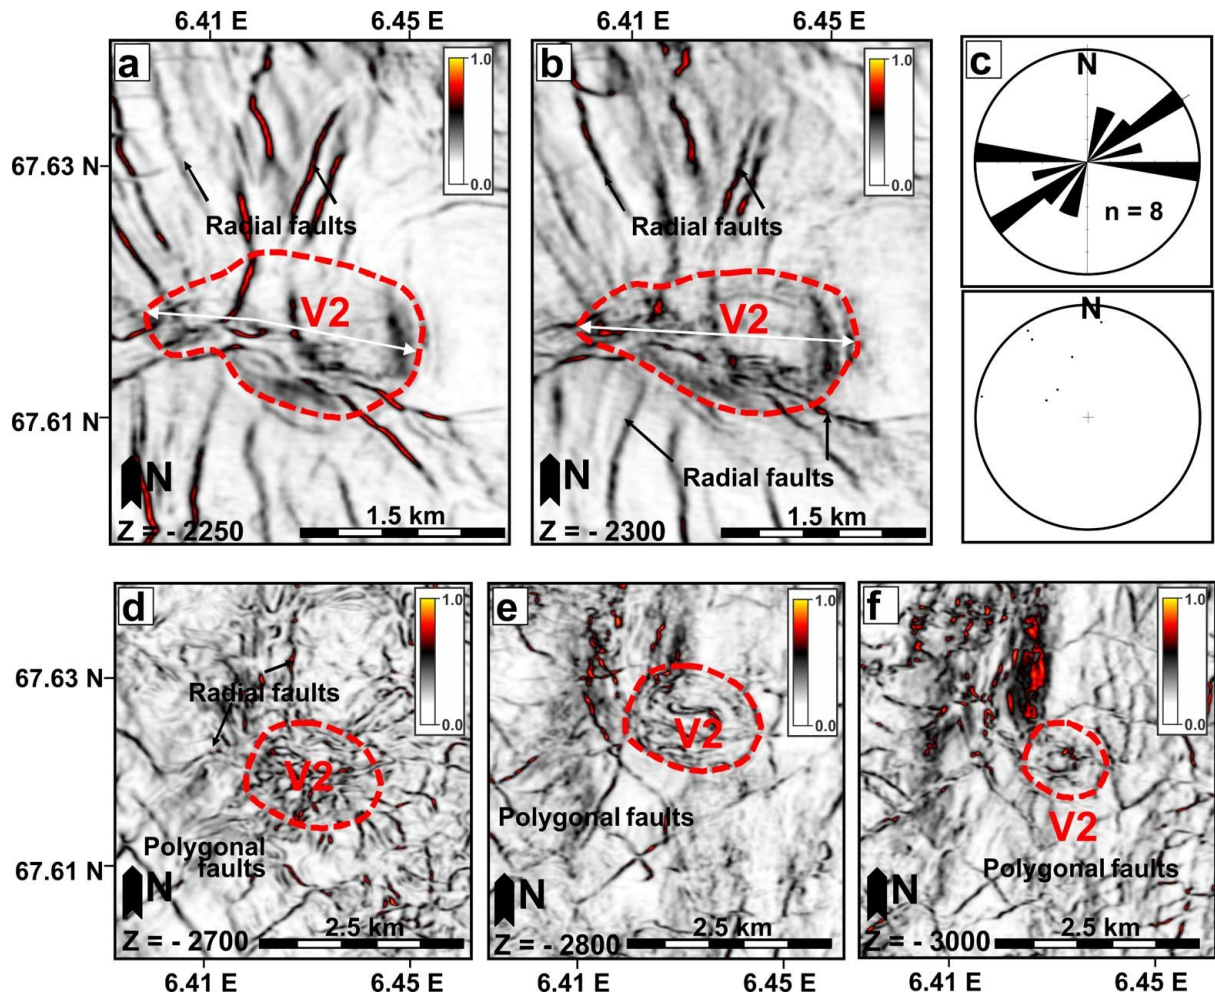 6.41 E
6.45 E
6.41 E
6.45 E
a
1.0
0.0
67.63 N
Radial faults
V2
67.61 N
N
1.5 km
Z = - 2250
b
1.0
0.0
Radial faults
V2
Radial faults
N
1.5 km
Z = - 2300
c
N
n = 8
N
d
1.0
0.0
67.63 N
Radial faults
V2
Polygonal
faults
67.61 N
N
2.5 km
Z = - 2700
e
1.0
0.0
V2
Polygonal faults
N
2.5 km
Z = - 2800
f
1.0
0.0
V2
Polygonal faults
N
2.5 km
Z = - 3000
6.41 E
6.45 E
6.41 E
6.45 E
6.41 E
6.45 E